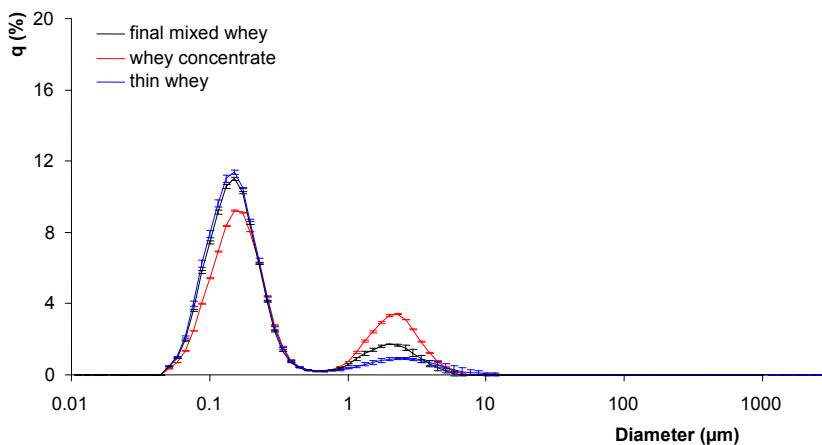 q (%)
20
16
12
8
4
0
final mixed whey
whey concentrate
thin whey
0.01 0.1 1 10 100 1000
Diameter (µm)